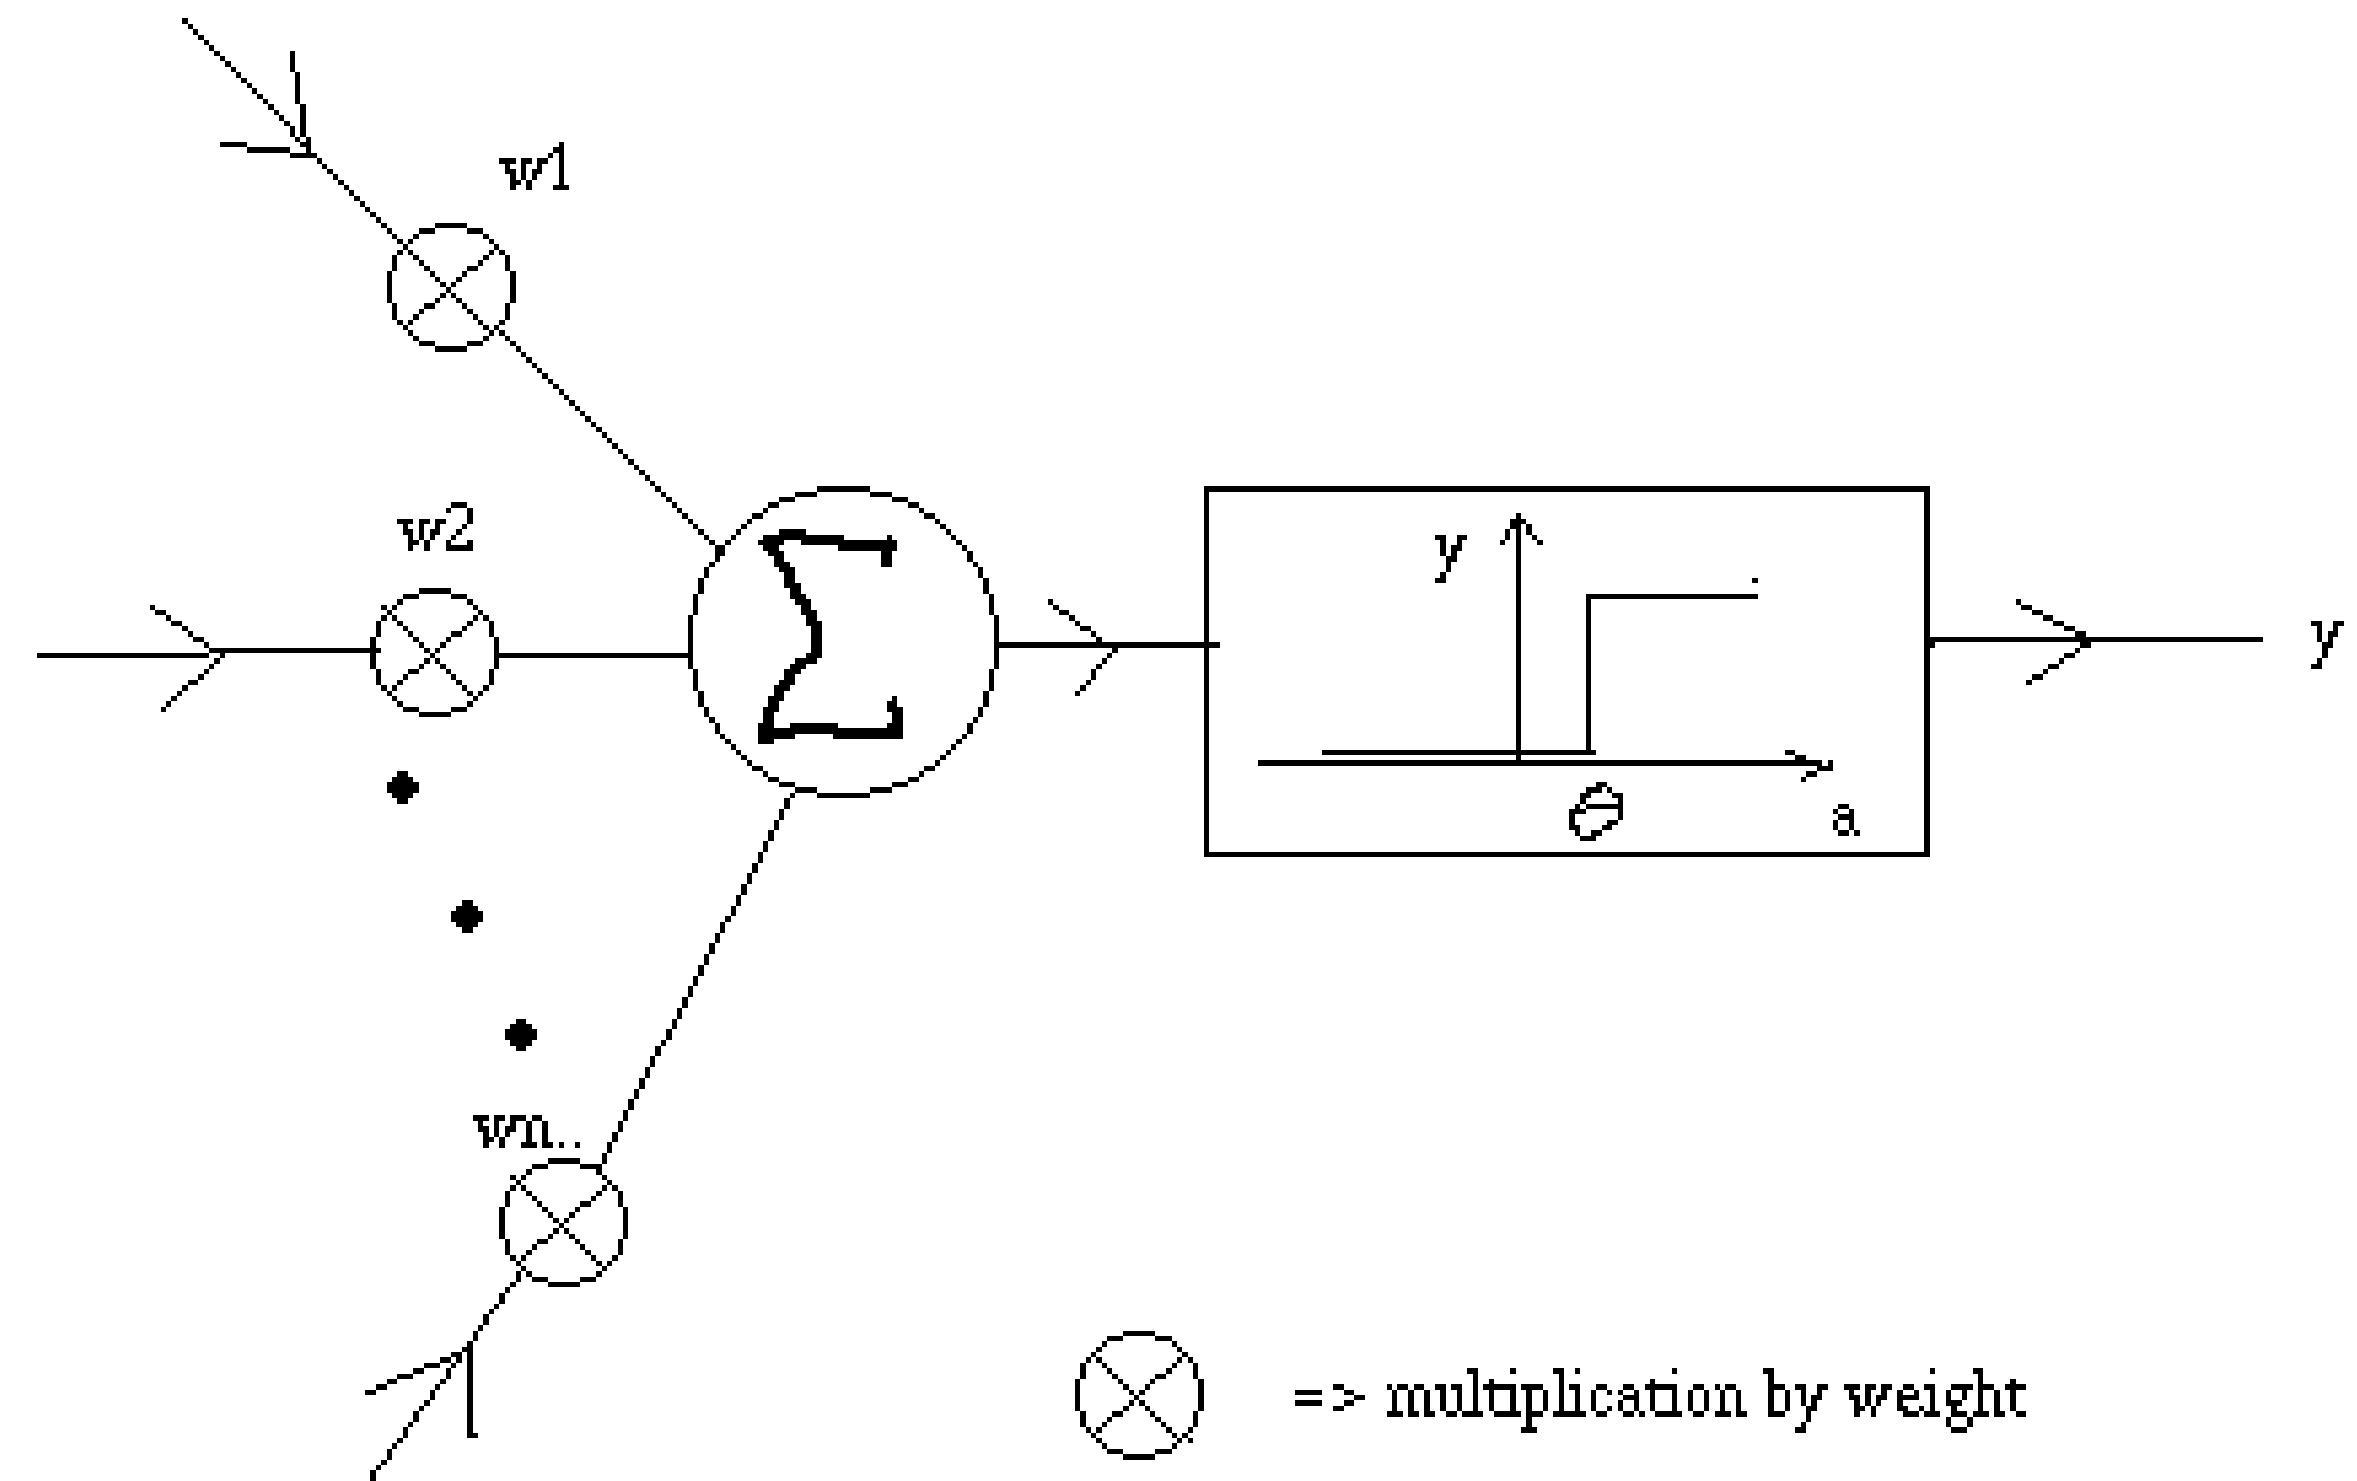 w1
w2
Σ
y
θ
a
y
wn..
=> multiplication by weight